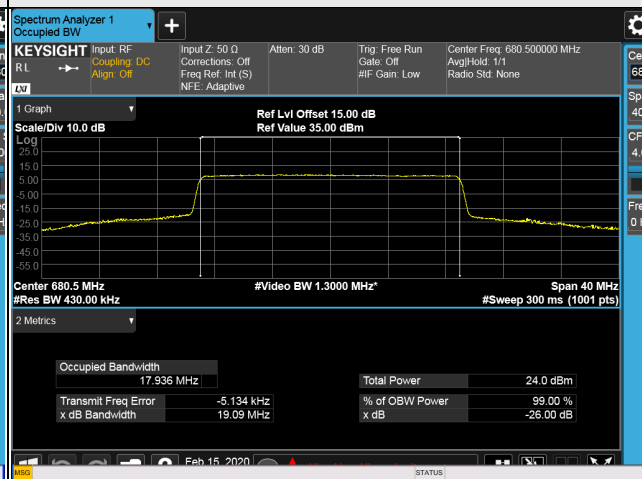 Spectrum Analyzer 1
Occupied BW
KEYSIGHT
R L
LXI
Input: RF
Coupling: DC
Align: Off
Input Z: 50 Ω
Corrections: Off
Freq Ref: Int (S)
NFE: Adaptive
Atten: 30 dB
Trig: Free Run
Gate: Off
#IF Gain: Low
Center Freq: 680.500000 MHz
Avg|Hold: 1/1
Radio Std: None
1 Graph
Scale/Div 10.0 dB
Ref Lvl Offset 15.00 dB
Ref Value 35.00 dBm
Log
25.0
15.0
5.00
-5.00
-15.0
-25.0
-35.0
-45.0
-55.0
Center 680.5 MHz
#Res BW 430.00 kHz
#Video BW 1.3000 MHz*
Span 40 MHz
#Sweep 300 ms (1001 pts)
2 Metrics
Occupied Bandwidth
17.936 MHz
Total Power 24.0 dBm
Transmit Freq Error -5.134 kHz
% of OBW Power 99.00 %
x dB Bandwidth 19.09 MHz
x dB -26.00 dB
Feb 15, 2020
MSG
STATUS